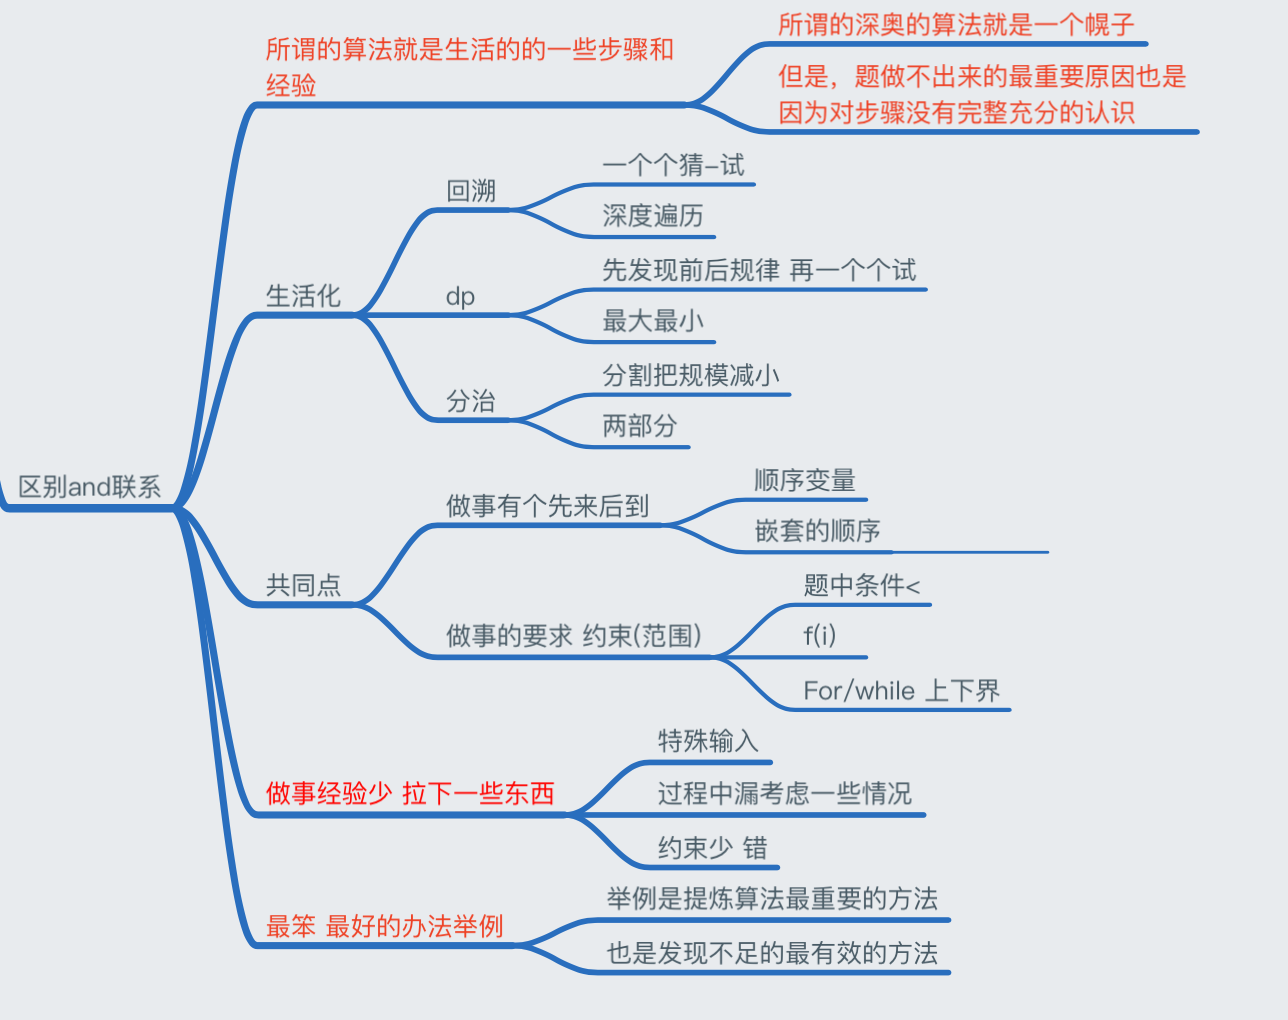 所谓的算法就是生活的的一些步骤和
经验
所谓的深奥的算法就是一个幌子
但是，题做不出来的最重要原因也是
因为对步骤没有完整充分的认识
生活化
回溯
一个个猜-试
深度遍历
dp
先发现前后规律 再一个个试
最大最小
分治
分割把规模减小
两部分
区别and联系
共同点
做事有个先来后到
顺序变量
嵌套的顺序
做事的要求 约束(范围)
题中条件<
f(i)
For/while 上下界
做事经验少 拉下一些东西
特殊输入
过程中漏考虑一些情况
约束少 错
最笨 最好的办法举例
举例是提炼算法最重要的方法
也是发现不足的最有效的方法